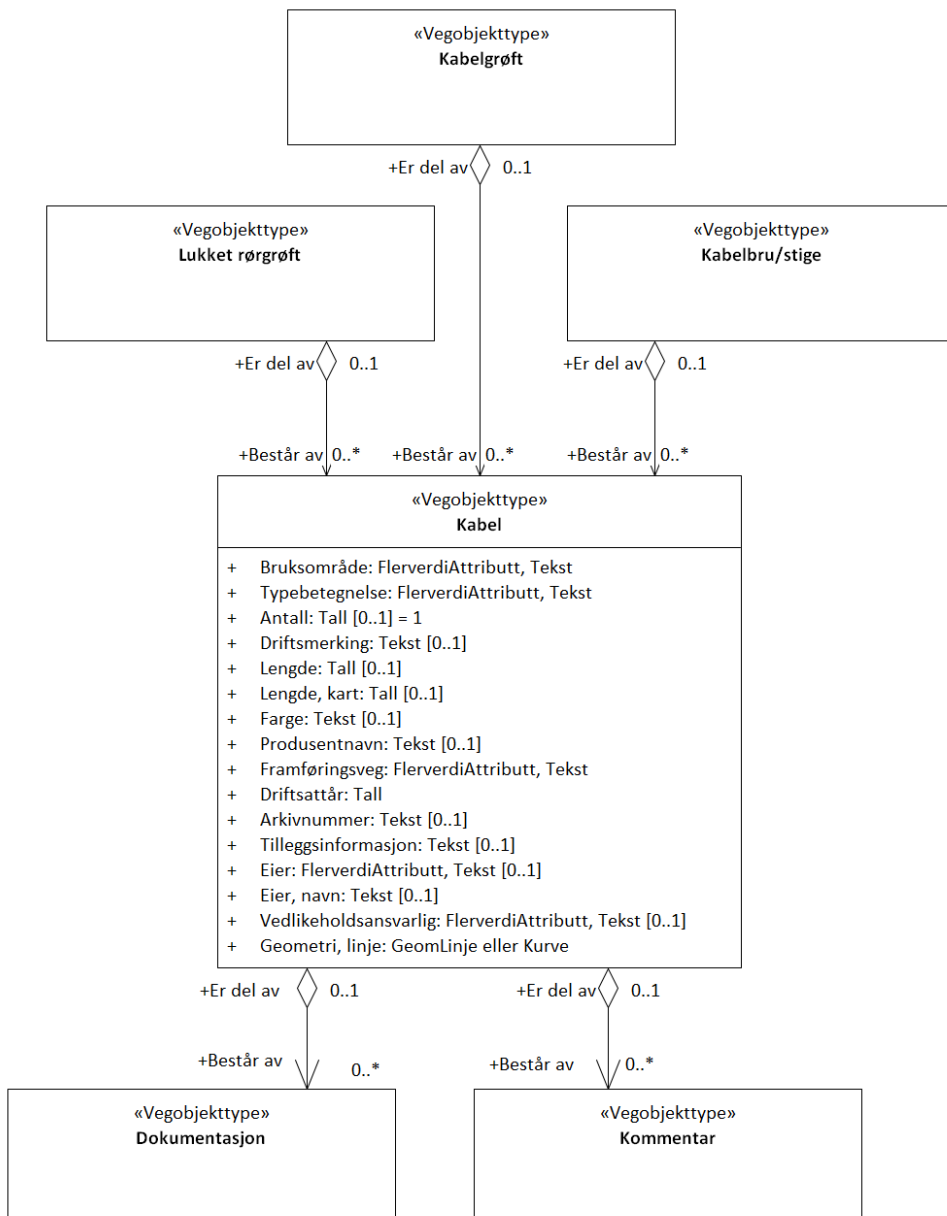 «Vegobjekttype»
Kabelgrøft
+Er del av 0..1
«Vegobjekttype»
Lukket rørgrøft
«Vegobjekttype»
Kabelbru/stige
+Er del av 0..1
+Er del av 0..1
+Består av 0..*
+Består av 0..*
+Består av 0..*
«Vegobjekttype»
Kabel
+ Bruksområde: FlerverdiAttributt, Tekst
+ Typebetegnelse: FlerverdiAttributt, Tekst
+ Antall: Tall [0..1] = 1
+ Driftsmerking: Tekst [0..1]
+ Lengde: Tall [0..1]
+ Lengde, kart: Tall [0..1]
+ Farge: Tekst [0..1]
+ Produsentnavn: Tekst [0..1]
+ Framføringsveg: FlerverdiAttributt, Tekst
+ Driftsattår: Tall
+ Arkivnummer: Tekst [0..1]
+ Tilleggsinformasjon: Tekst [0..1]
+ Eier: FlerverdiAttributt, Tekst [0..1]
+ Eier, navn: Tekst [0..1]
+ Vedlikeholdsansvarlig: FlerverdiAttributt, Tekst [0..1]
+ Geometri, linje: GeomLinje eller Kurve
+Er del av 0..1
+Er del av 0..1
+Består av 0..*
+Består av 0..*
«Vegobjekttype»
Dokumentasjon
«Vegobjekttype»
Kommentar